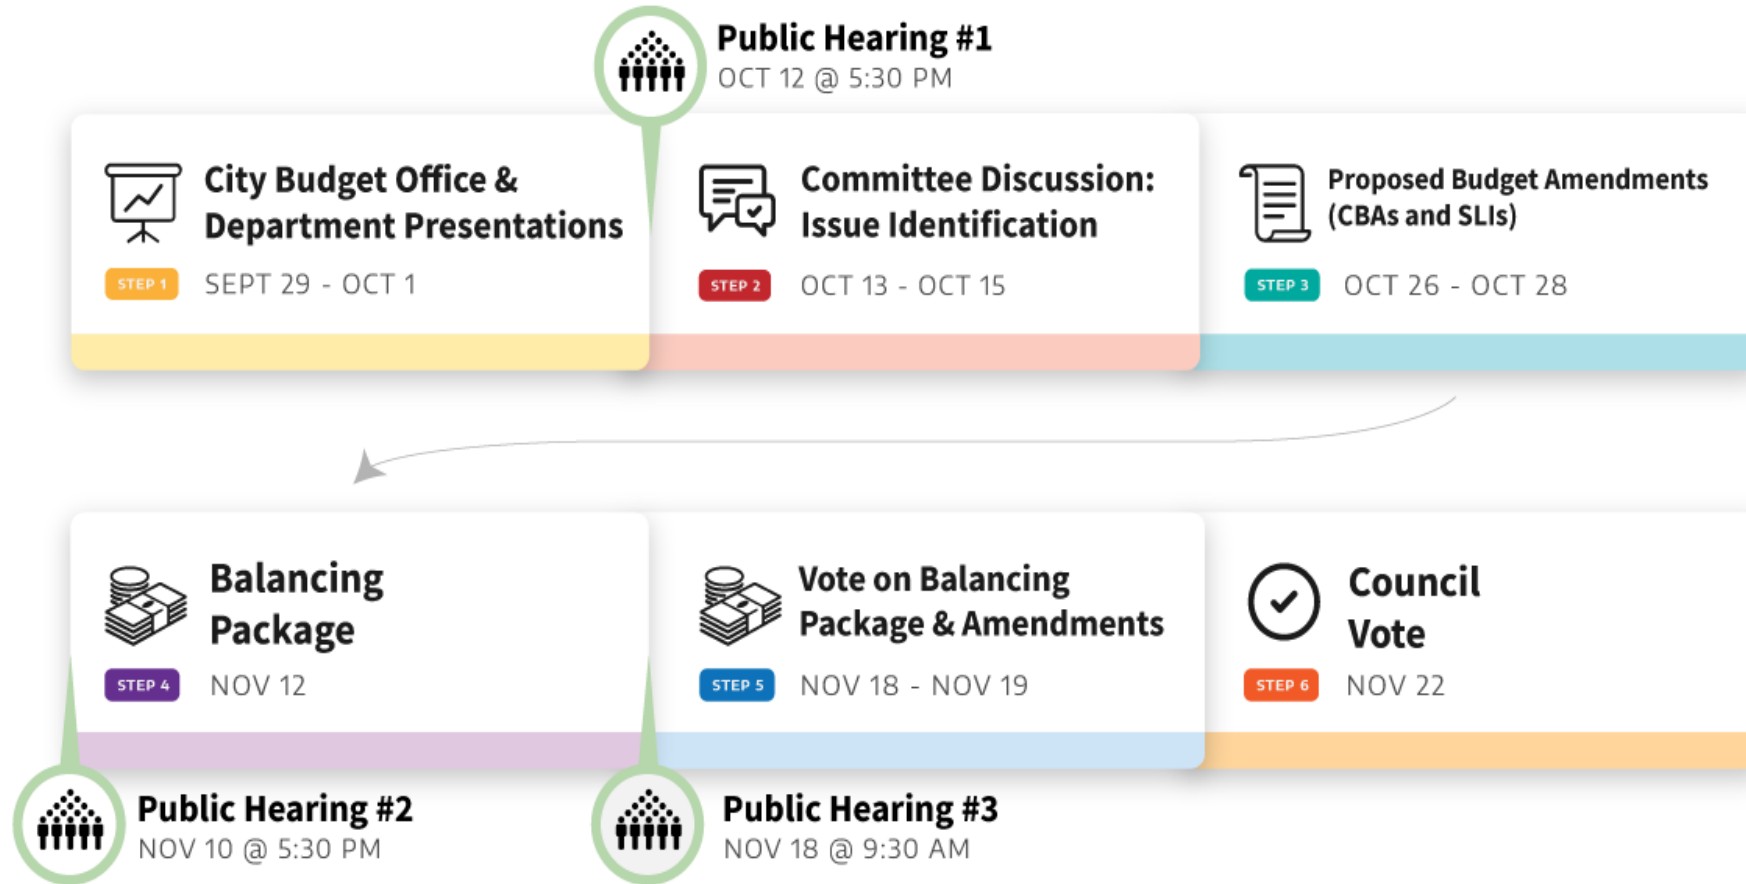 Public Hearing #1
OCT 12 @ 5:30 PM
City Budget Office &
Department Presentations
STEP 1
SEPT 29 - OCT 1
Committee Discussion:
Issue Identification
STEP 2
OCT 13 - OCT 15
Proposed Budget Amendments
(CBAs and SLIs)
STEP 3
OCT 26 - OCT 28
Balancing
Package
STEP 4
NOV 12
Vote on Balancing
Package & Amendments
STEP 5
NOV 18 - NOV 19
Council
Vote
STEP 6
NOV 22
Public Hearing #2
NOV 10 @ 5:30 PM
Public Hearing #3
NOV 18 @ 9:30 AM